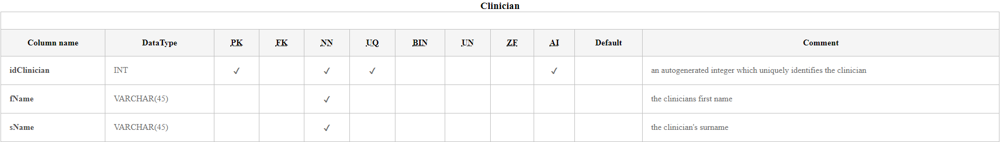 Clinician
Column name DataType PK FK NN UQ BIN UN ZF AI Default Comment
idClinician INT ✓ ✓ ✓ ✓ an autogenerated integer which uniquely identifies the clinician
fName VARCHAR(45) ✓ the clinicians first name
sName VARCHAR(45) ✓ the clinician's surname